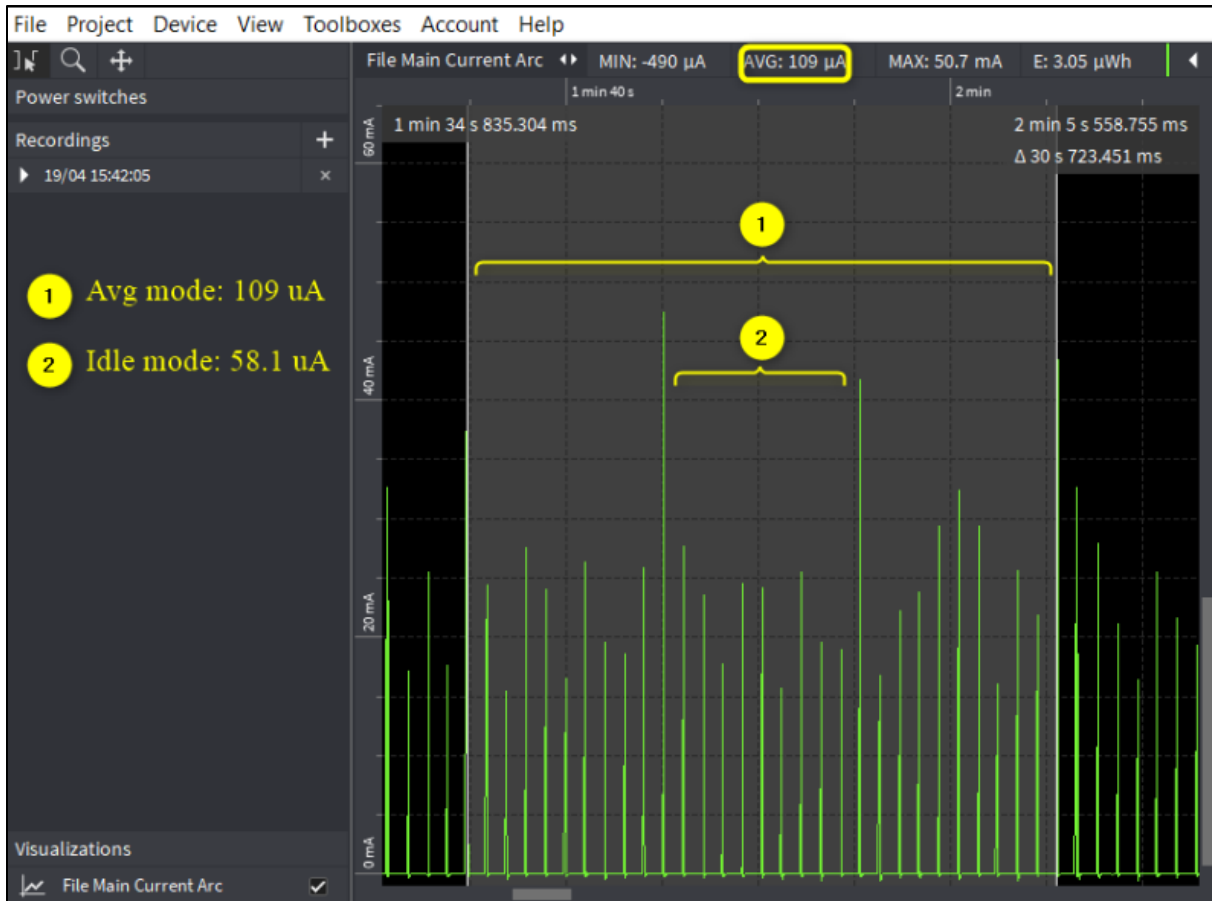 File Project Device View Toolboxes Account Help
File Main Current Arc MIN: -490 µA AVG: 109 µA MAX: 50.7 mA E: 3.05 µWh
Power switches
1 min 40 s 2 min
Recordings +
19/04 15:42:05 ×
1 min 34 s 835.304 ms 2 min 5 s 558.755 ms
Δ 30 s 723.451 ms
60 mA
40 mA
20 mA
0 mA
1
2
1 Avg mode: 109 uA
2 Idle mode: 58.1 uA
Visualizations
File Main Current Arc